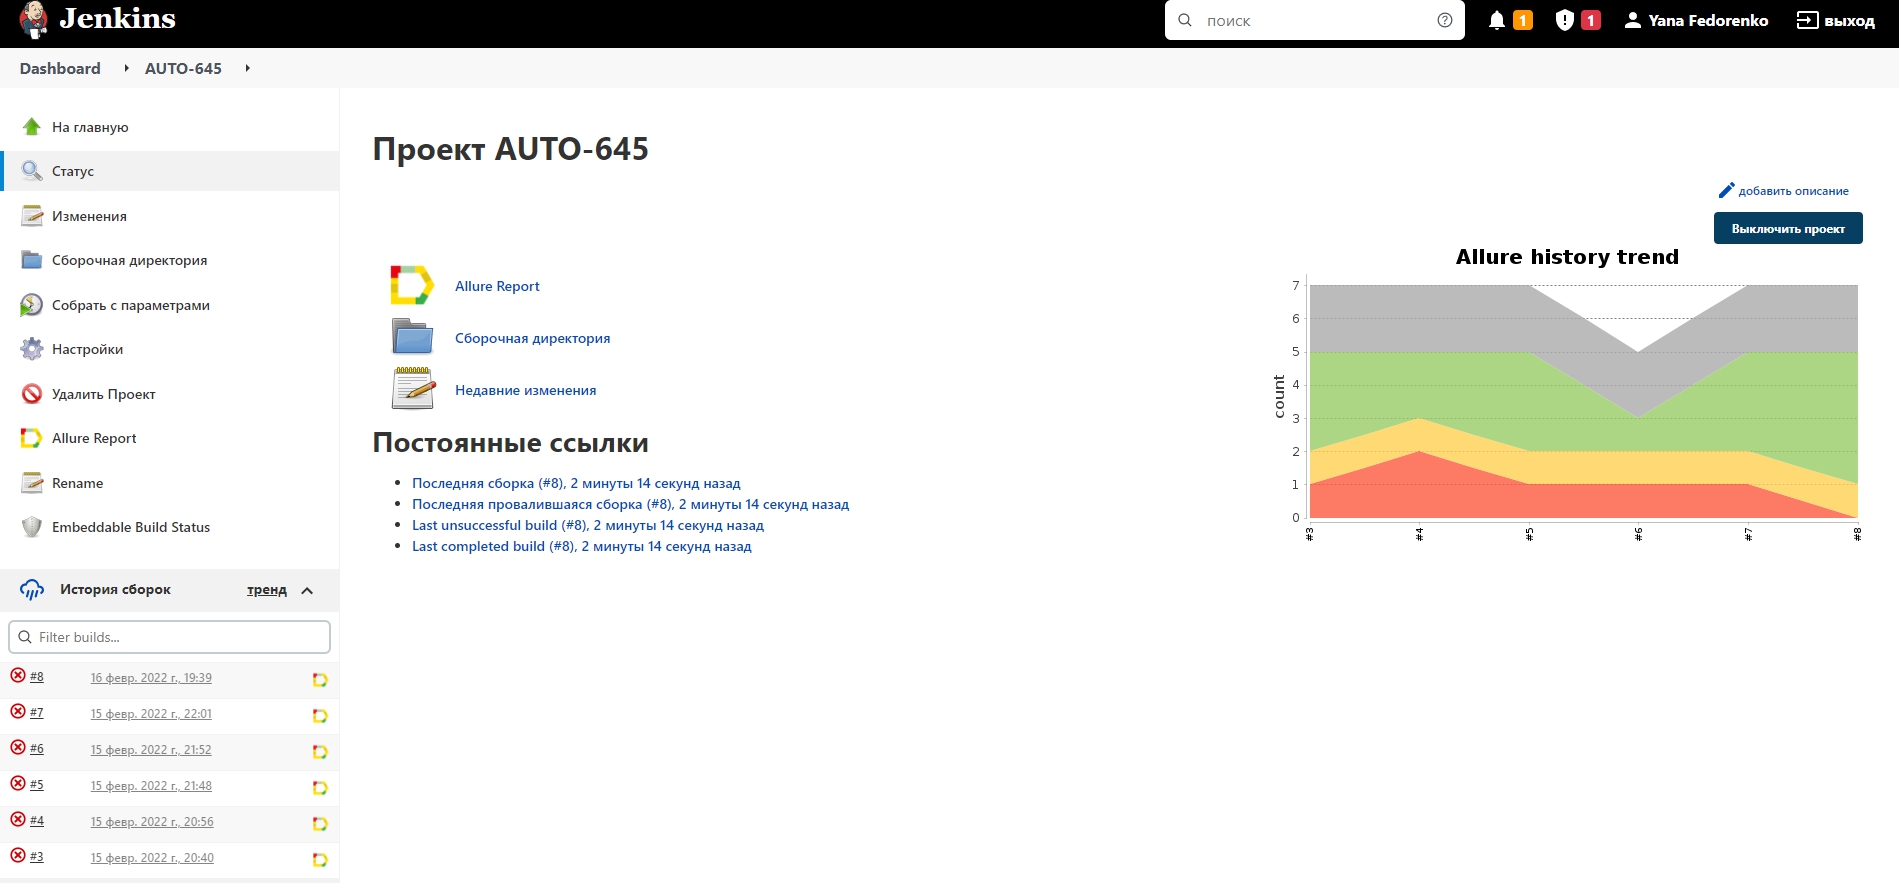 Jenkins
поиск
1
1
Yana Fedorenko
выход
Dashboard
AUTO-645
На главную
Статус
Изменения
Сборочная директория
Собрать с параметрами
Настройки
Удалить Проект
Allure Report
Rename
Embeddable Build Status
История сборок
тренд
Filter builds...
#8 16 февр. 2022 г., 19:39
#7 15 февр. 2022 г., 22:01
#6 15 февр. 2022 г., 21:52
#5 15 февр. 2022 г., 21:48
#4 15 февр. 2022 г., 20:56
#3 15 февр. 2022 г., 20:40
Проект AUTO-645
добавить описание
Выключить проект
Allure Report
Сборочная директория
Недавние изменения
Постоянные ссылки
Последняя сборка (#8), 2 минуты 14 секунд назад
Последняя провалившаяся сборка (#8), 2 минуты 14 секунд назад
Last unsuccessful build (#8), 2 минуты 14 секунд назад
Last completed build (#8), 2 минуты 14 секунд назад
Allure history trend
count
7
6
5
4
3
2
1
0
#3 #4 #5 #6 #7 #8